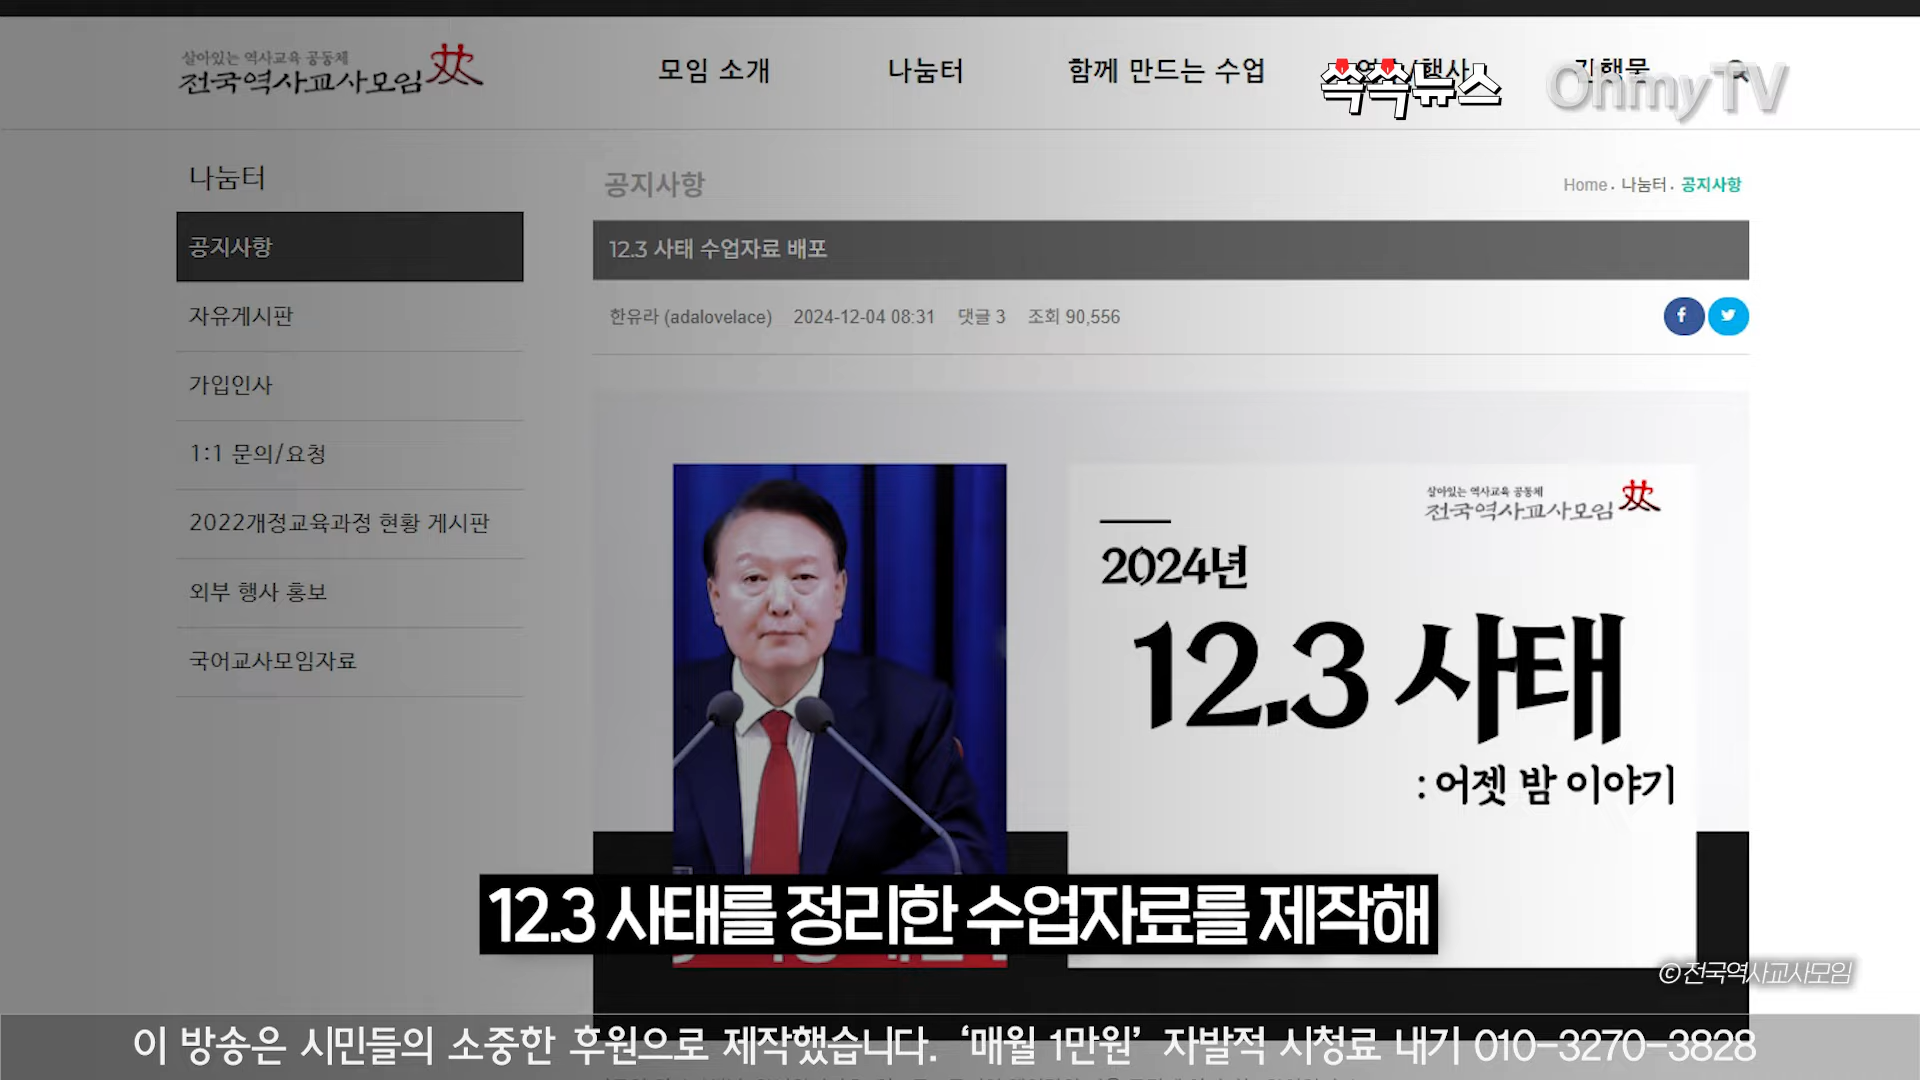 살아있는 역사교육 공동체
전국역사교사모임
모임 소개
나눔터
함께 만드는 수업
쏙쏙뉴스
OhmyTV
나눔터
공지사항
자유게시판
가입인사
1:1 문의/요청
2022개정교육과정 현황 게시판
외부 행사 홍보
국어교사모임자료
공지사항
Home . 나눔터 . 공지사항
12.3 사태 수업자료 배포
한유라 (adalovelace) 2024-12-04 08:31 댓글 3 조회 90,556
살아있는 역사교육 공동체
전국역사교사모임
2024년
12.3 사태
: 어젯 밤 이야기
12.3 사태를 정리한 수업자료를 제작해
ⓒ 전국역사교사모임
이 방송은 시민들의 소중한 후원으로 제작했습니다. ‘매월 1만원’ 자발적 시청료 내기 010-3270-3828